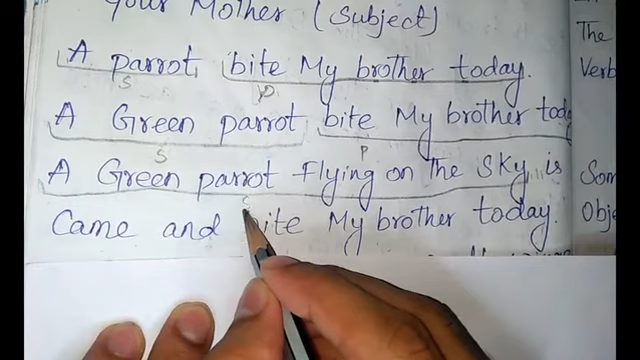 Your Mother (Subject)
A parrot bite My brother today.
S P
A Green parrot bite My brother tod
S P
A Green parrot Flying on The Sky is
S
Came and bite My brother today.
The
Verb
Som
Obje